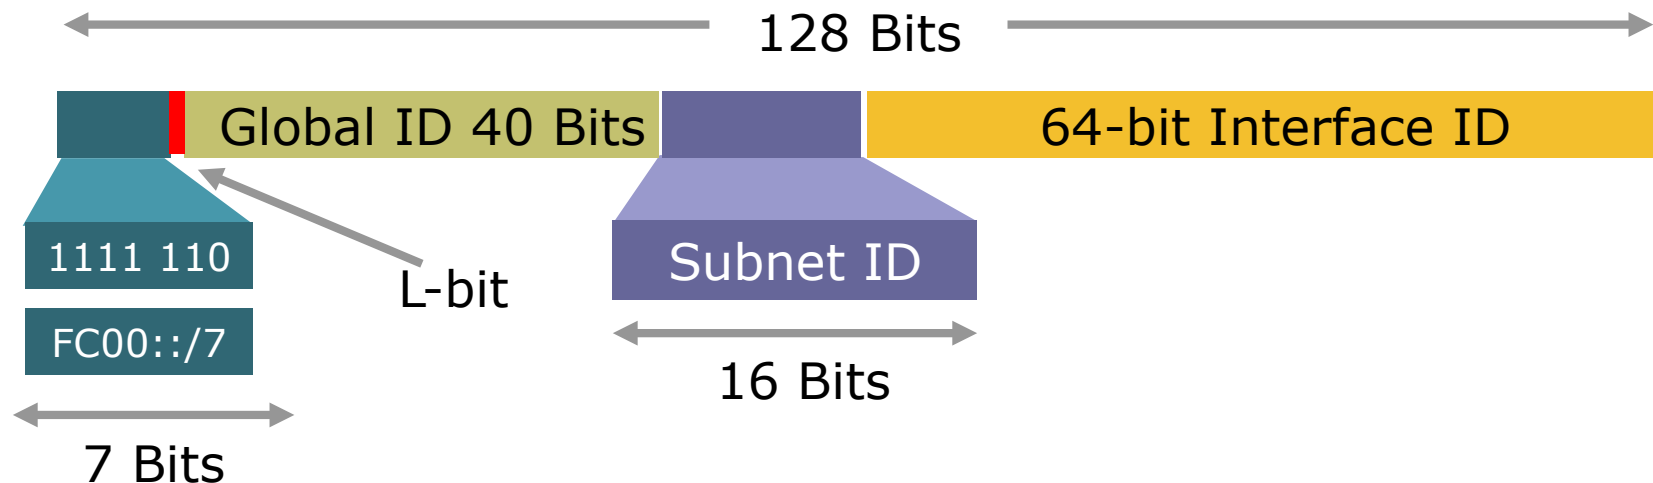 128 Bits
Global ID 40 Bits
64-bit Interface ID
1111 110
Subnet ID
L-bit
FC00::/7
16 Bits
7 Bits